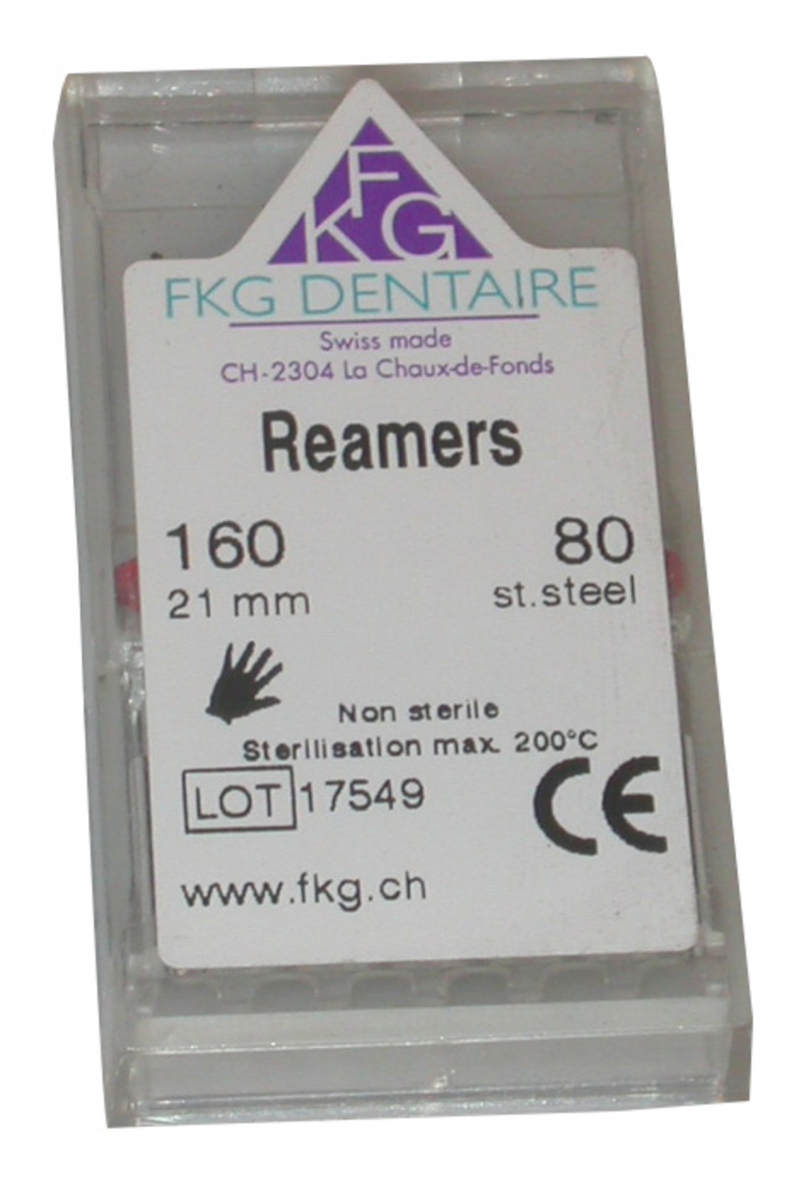 FKG
FKG DENTAIRE
Swiss made
CH-2304 La Chaux-de-Fonds
Reamers
160 80
21 mm st.steel
Non sterile
Sterilisation max. 200°C
LOT 17549
CE
www.fkg.ch